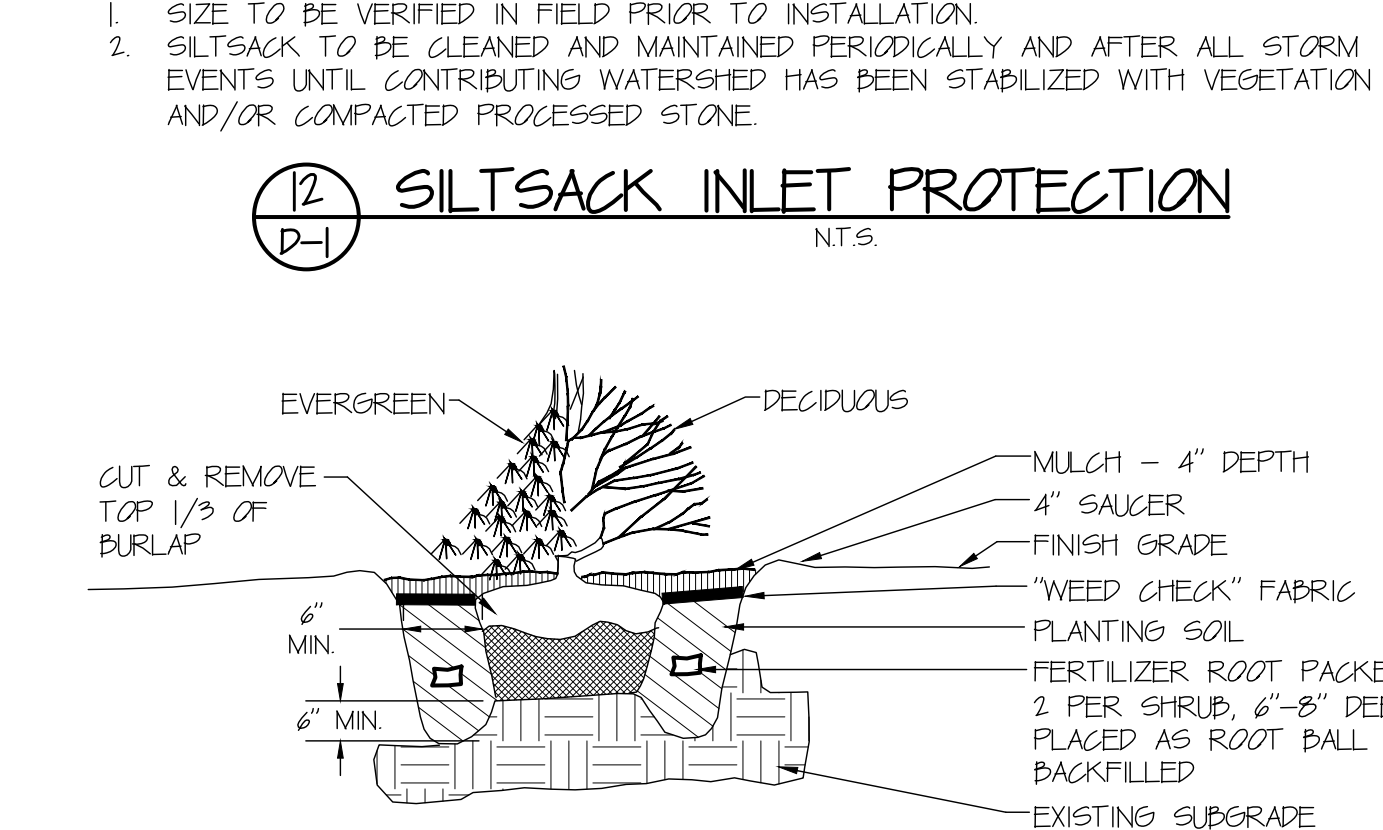 1. SIZE TO BE VERIFIED IN FIELD PRIOR TO INSTALLATION.
2. SILTSACK TO BE CLEANED AND MAINTAINED PERIODICALLY AND AFTER ALL STORM
EVENTS UNTIL CONTRIBUTING WATERSHED HAS BEEN STABILIZED WITH VEGETATION
AND/OR COMPACTED PROCESSED STONE.
12
D-1
SILTSACK INLET PROTECTION
N.T.S.
EVERGREEN
DECIDUOUS
CUT & REMOVE
TOP 1/3 OF
BURLAP
MULCH - 4" DEPTH
4" SAUCER
FINISH GRADE
"WEED CHECK" FABRIC
6"
MIN.
PLANTING SOIL
FERTILIZER ROOT PACKE
2 PER SHRUB, 6"-8" DEE
PLACED AS ROOT BALL
BACKFILLED
6" MIN.
EXISTING SUBGRADE